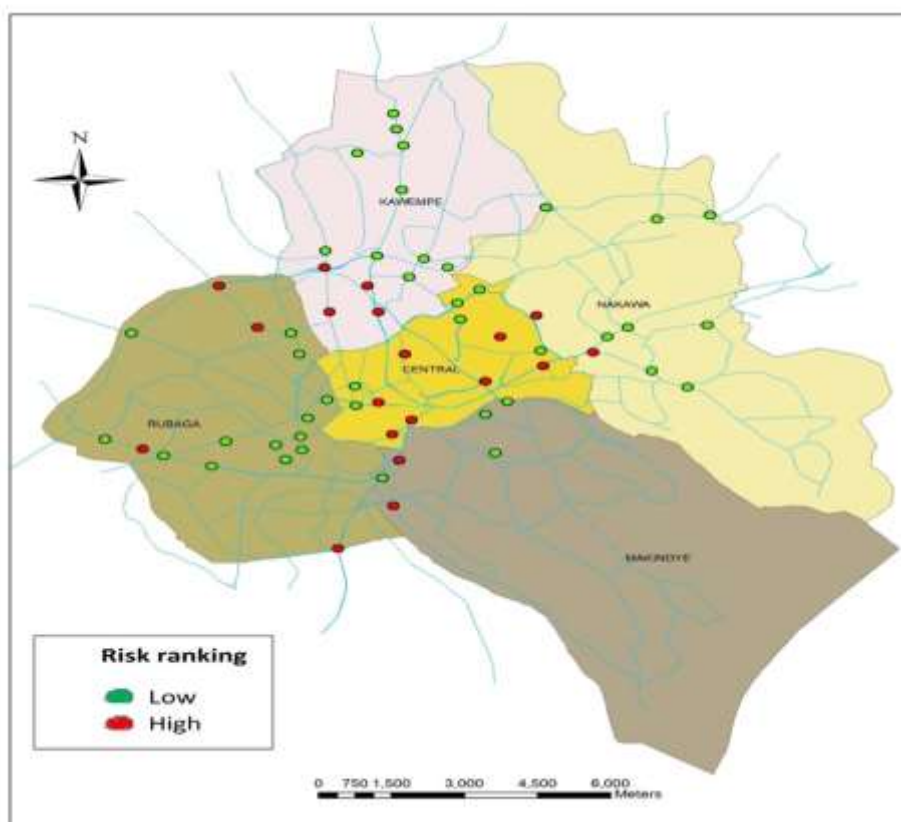 N
KAWEMPE
NAKAWA
CENTRAL
RUBAGA
MAKINDYE
Risk ranking
Low
High
0 750 1,500 3,000 4,500 6,000
Meters